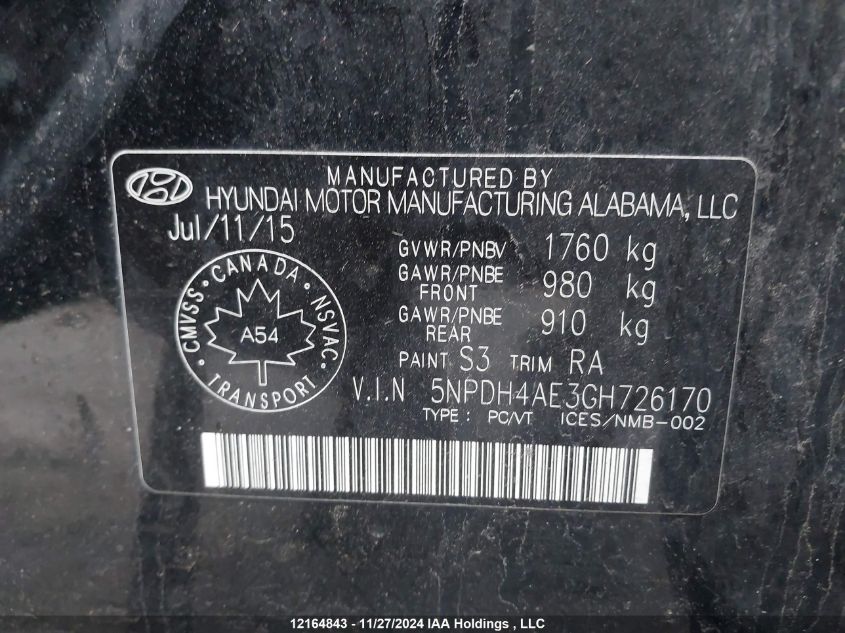 MANUFACTURED BY
HYUNDAI MOTOR MANUFACTURING ALABAMA, LLC
Jul/11/15
GVWR/PNBV 1760 kg
GAWR/PNBE FRONT 980 kg
GAWR/PNBE REAR 910 kg
PAINT S3 TRIM RA
CANADA
CMVSS NSVAC
A54
TRANSPORT
V.I.N 5NPDH4AE3GH726170
TYPE : PC/VT ICES/NMB-002
12164843 - 11/27/2024 IAA Holdings , LLC